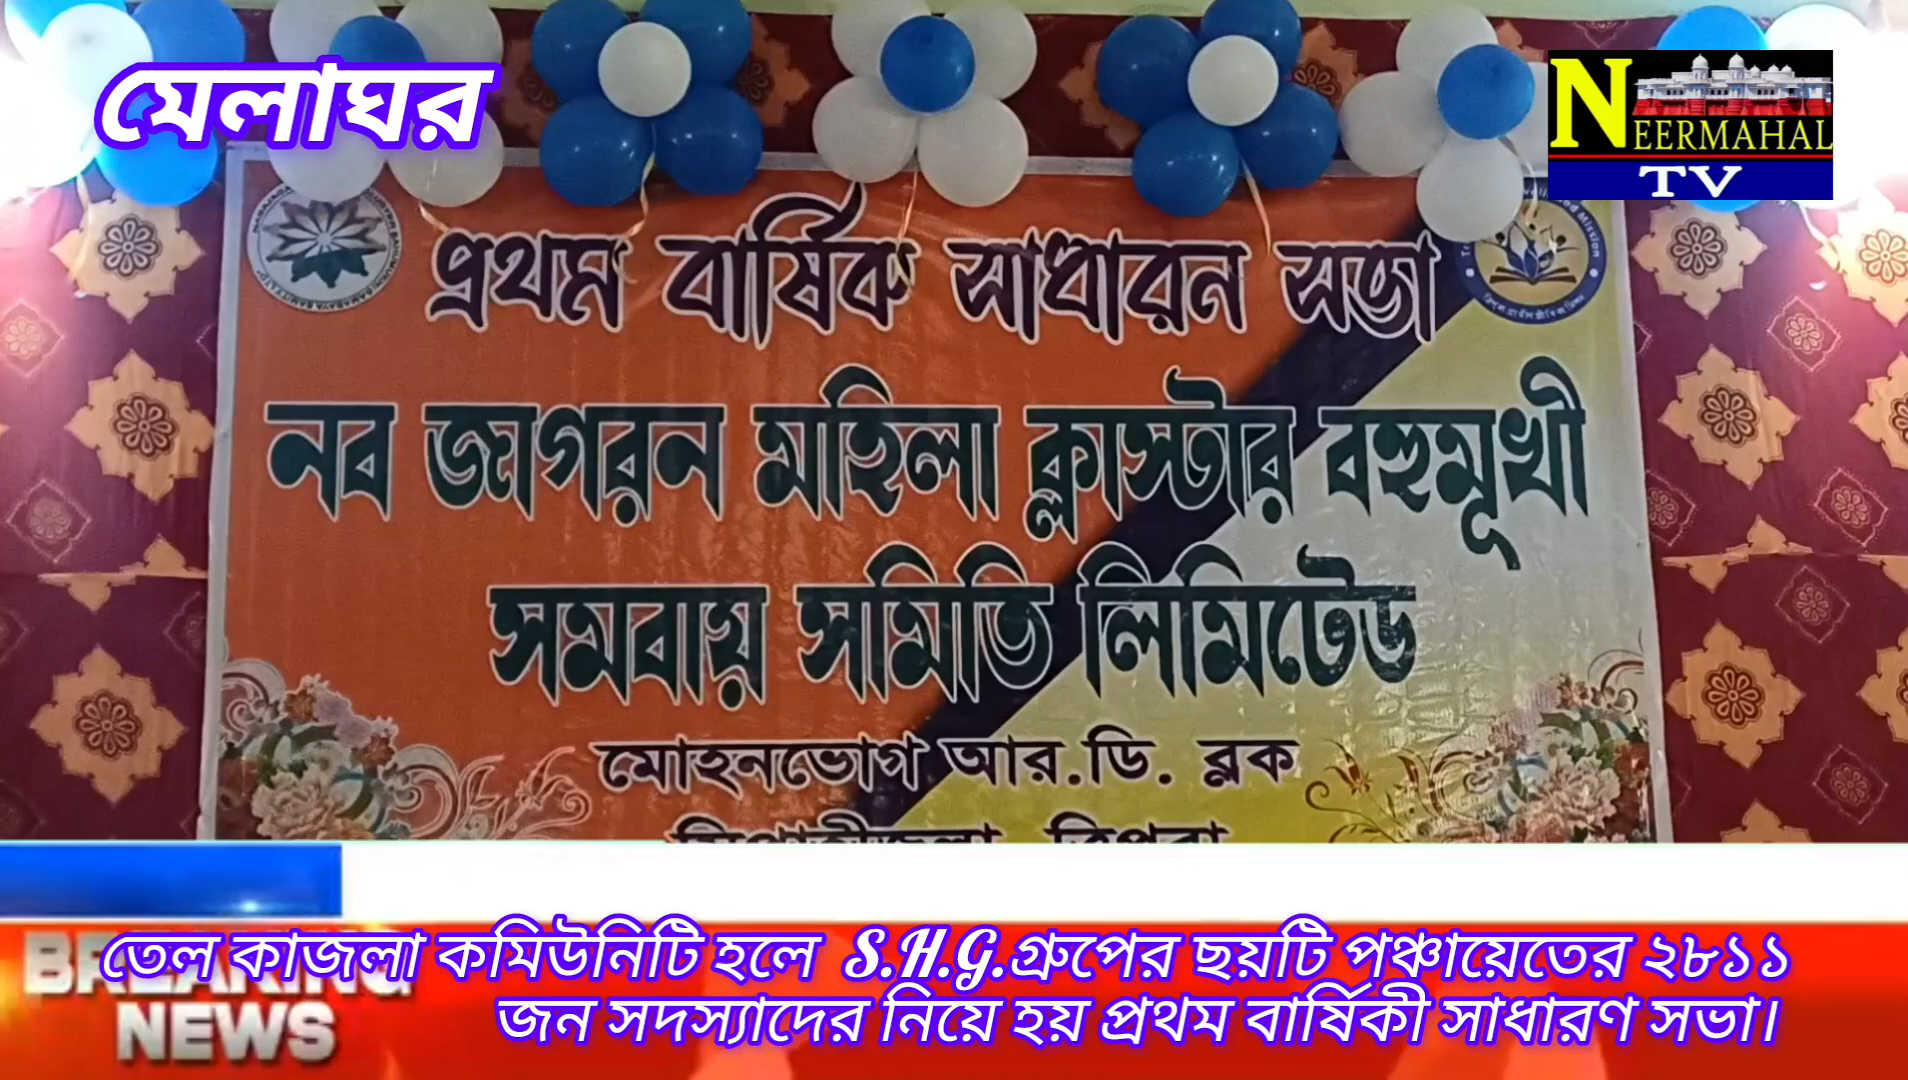 মেলাঘর
NEERMAHAL
TV
প্রথম বার্ষিক সাধারন সভা
নব জাগরন মহিলা ক্লাস্টার বহুমূখী
সমবায় সমিতি লিমিটেড
মোহনভোগ আর.ডি. ব্লক
BREAKING
NEWS
তেল কাজলা কমিউনিটি হলে S.H.G.গ্রুপের ছয়টি পঞ্চায়েতের ২৮১১
জন সদস্যাদের নিয়ে হয় প্রথম বার্ষিকী সাধারণ সভা।